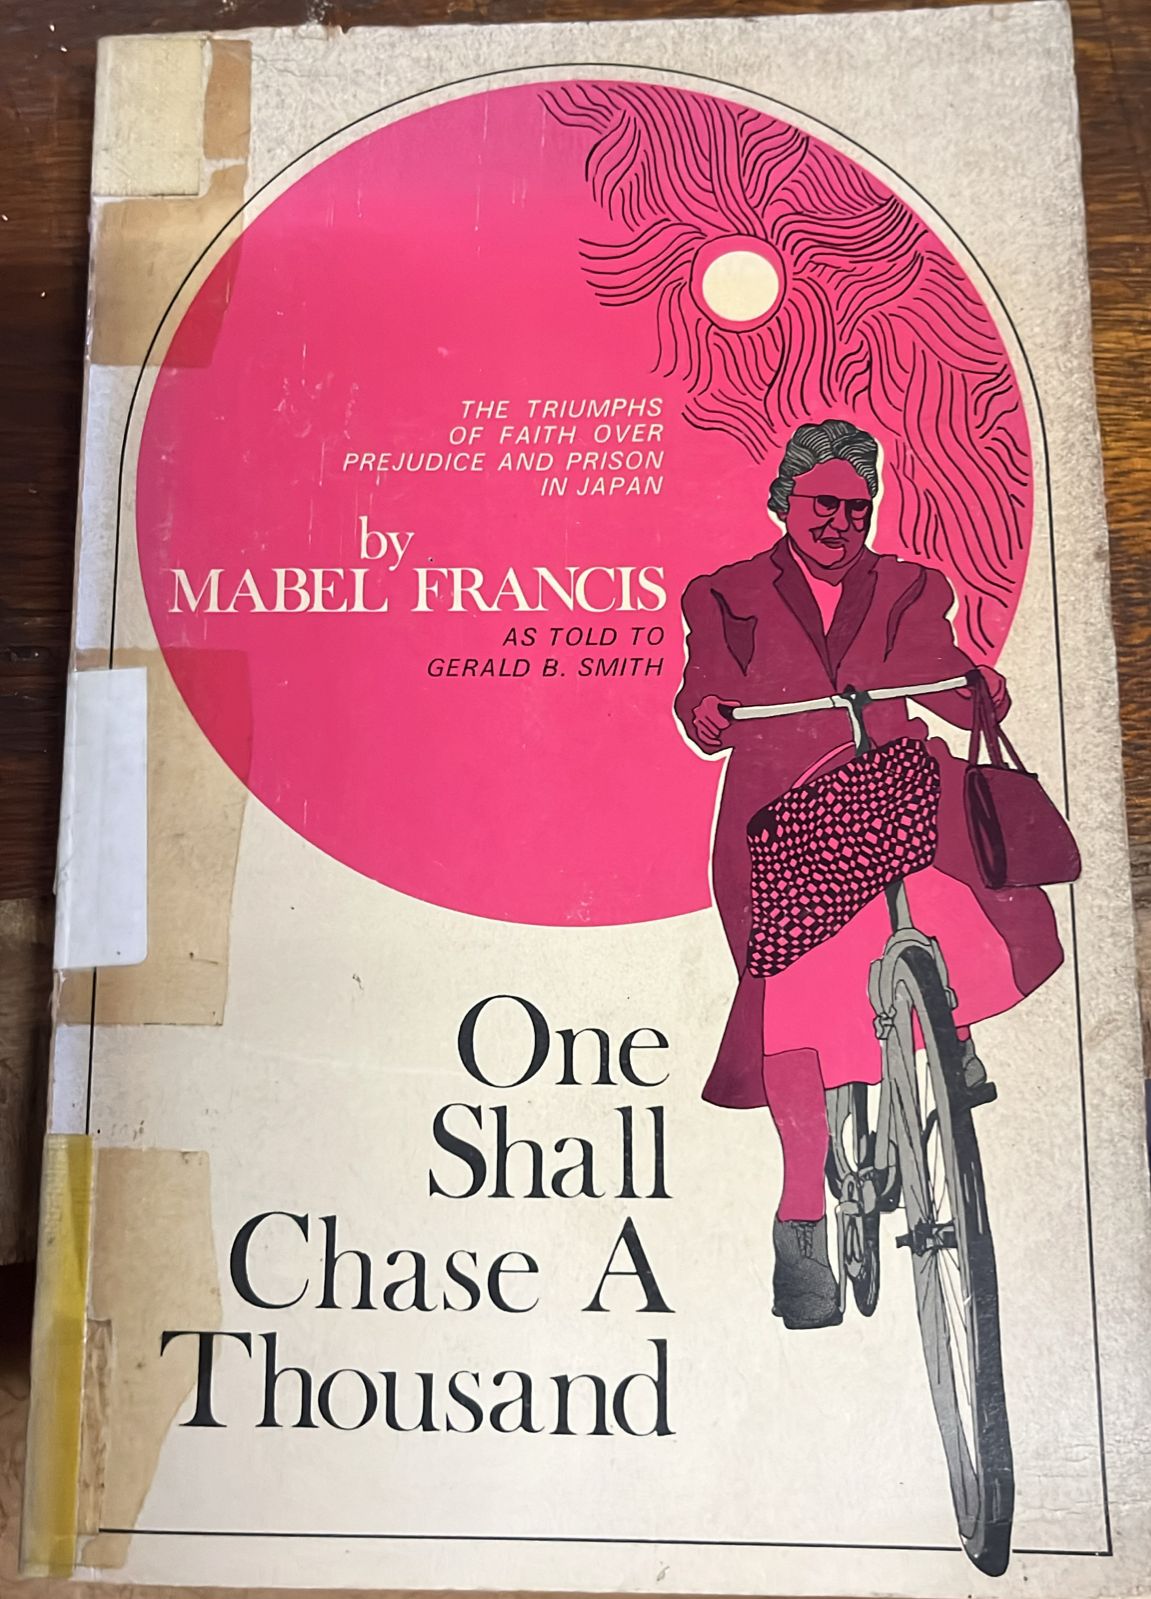 THE TRIUMPHS
OF FAITH OVER
PREJUDICE AND PRISON
IN JAPAN
by
MABEL FRANCIS
AS TOLD TO
GERALD B. SMITH
One
Shall
Chase A
Thousand